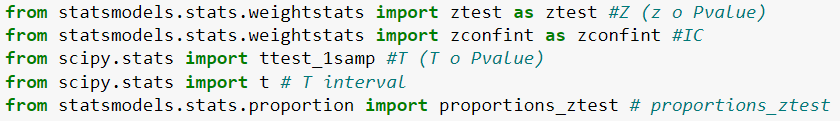 from statsmodels.stats.weightstats import ztest as ztest #Z (z o Pvalue)
from statsmodels.stats.weightstats import zconfint as zconfint #IC
from scipy.stats import ttest_1samp #T (T o Pvalue)
from scipy.stats import t # T interval
from statsmodels.stats.proportion import proportions_ztest # proportions_ztest